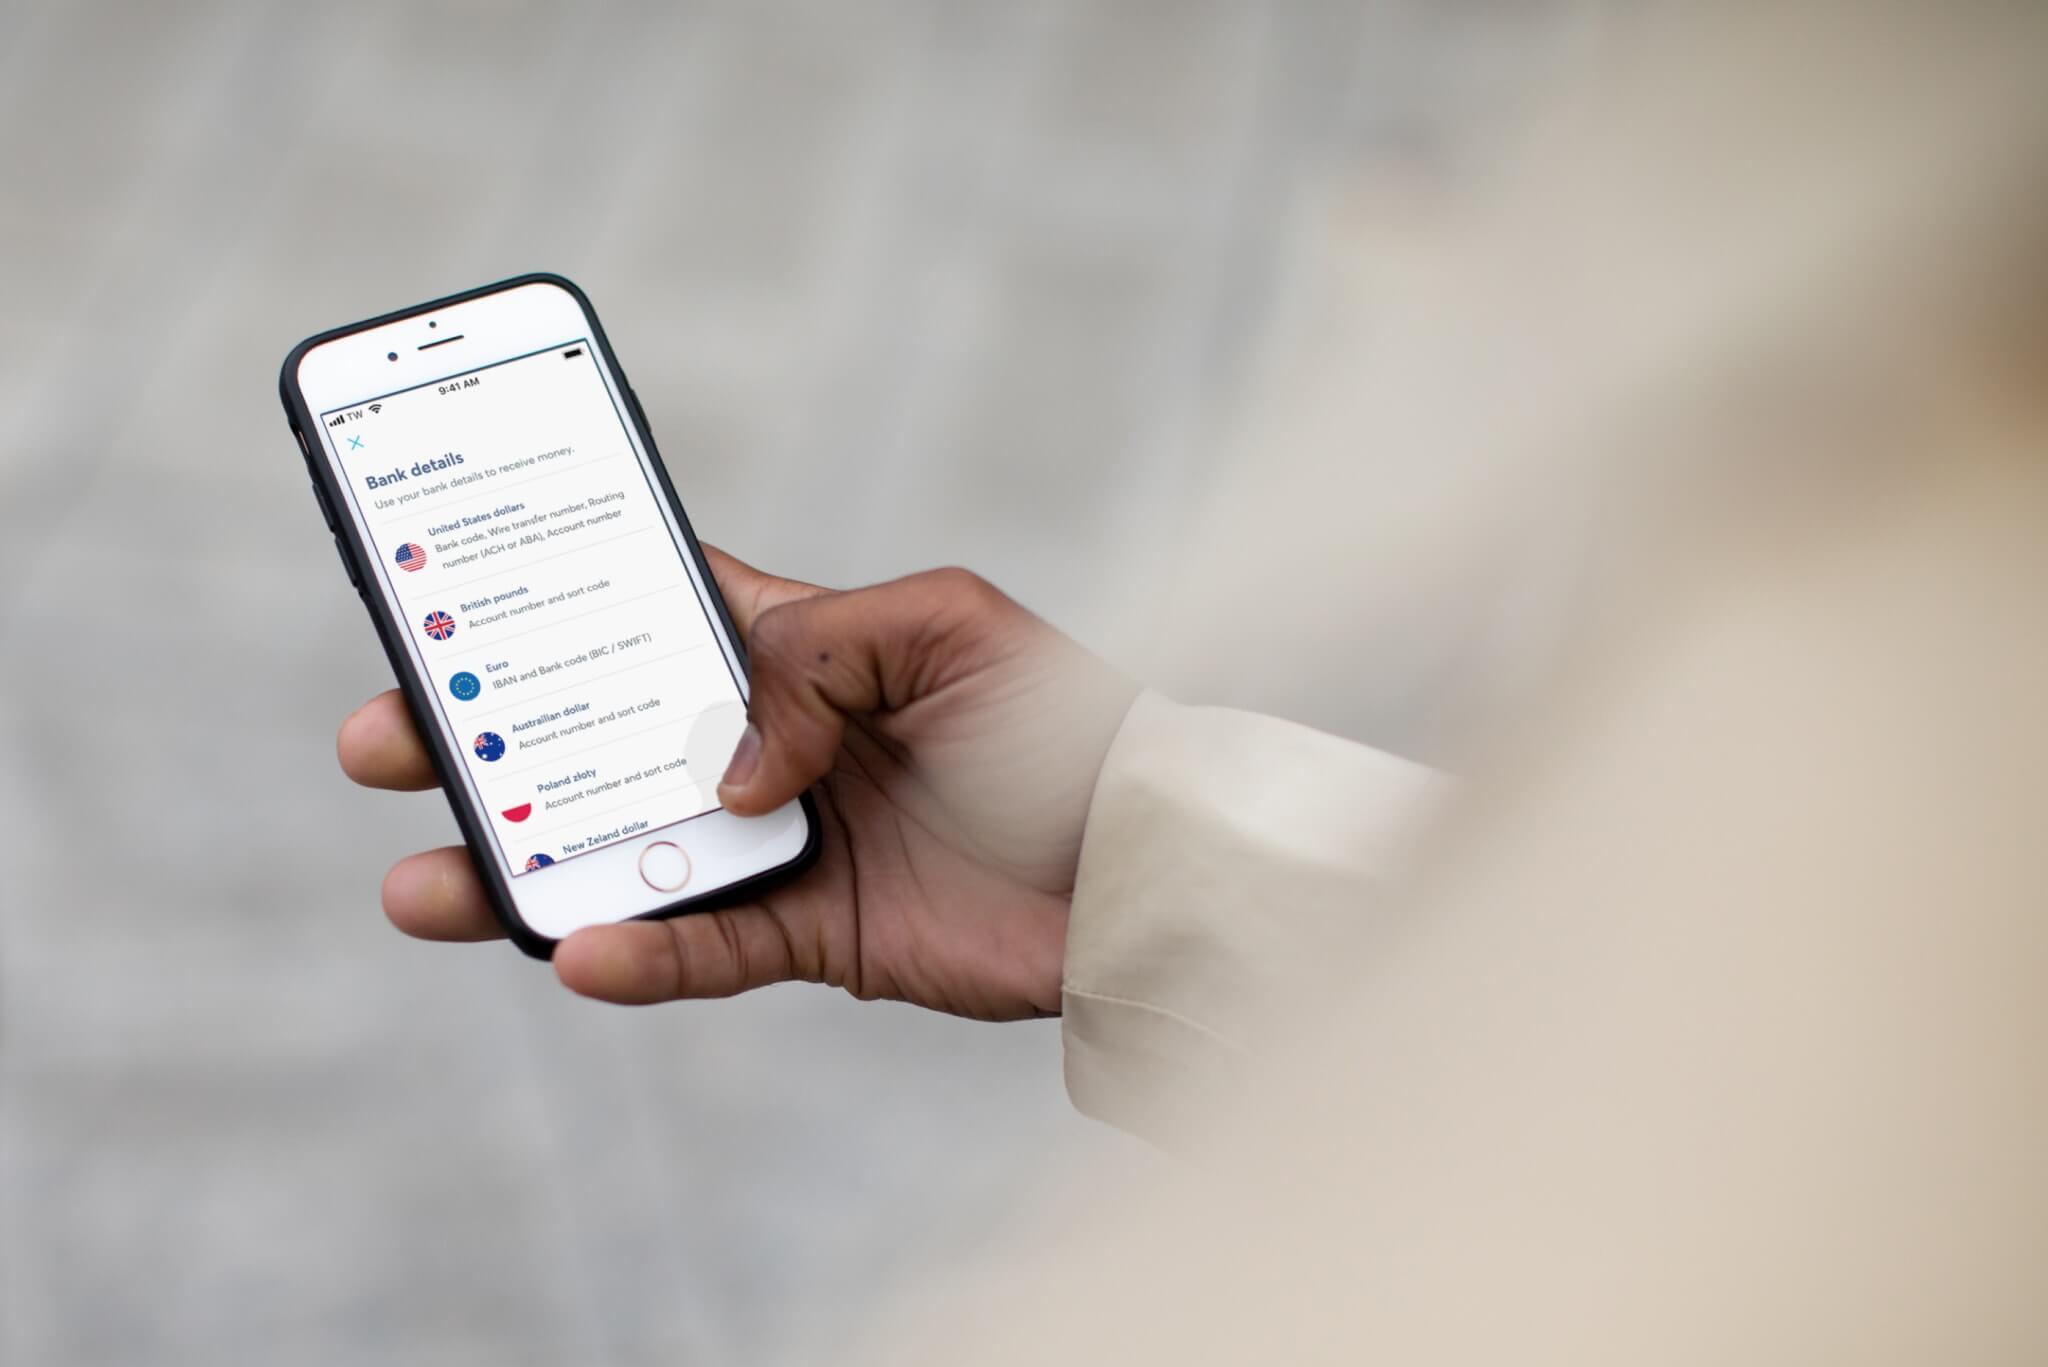 TW 9:41 AM
Bank details
Use your bank details to receive money.
United States dollars
Bank code, Wire transfer number, Routing
number (ACH or ABA), Account number
British pounds
Account number and sort code
Euro
IBAN and Bank code (BIC / SWIFT)
Austrailian dollar
Account number and sort code
Poland złoty
Account number and sort code
New Zeland dollar